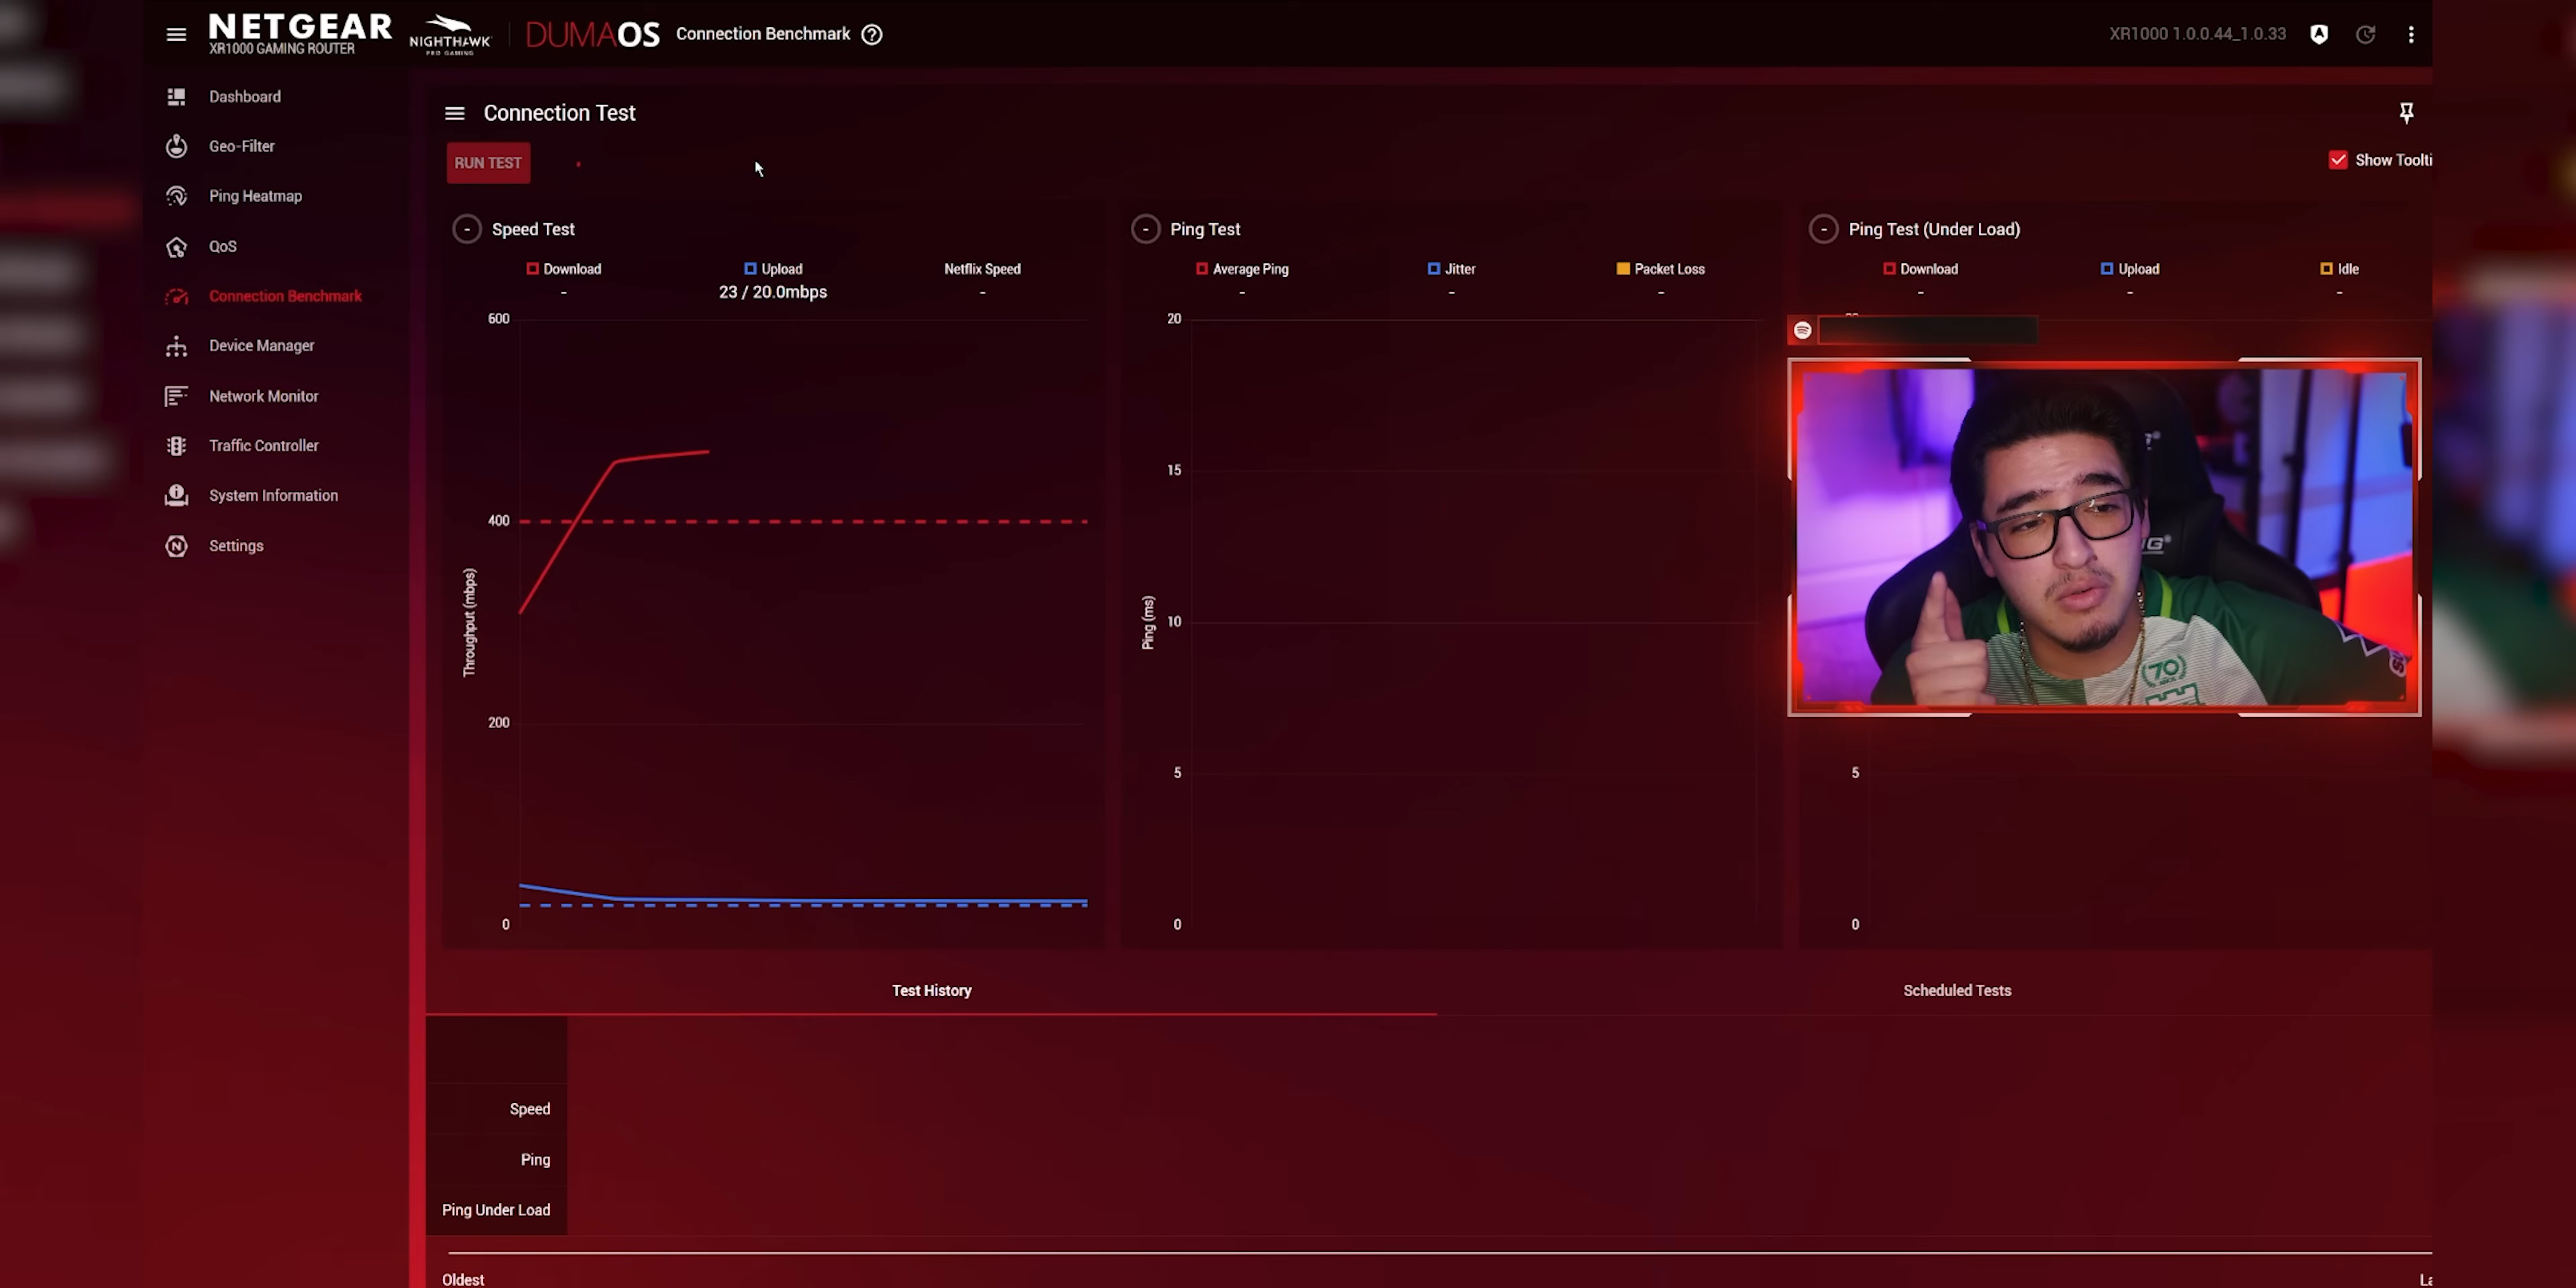 NETGEAR
XR1000 GAMING ROUTER
NIGHTHAWK
PRO GAMING
DUMAOS
Connection Benchmark ?
XR1000 1.0.0.44_1.0.33
Dashboard
Geo-Filter
Ping Heatmap
QoS
Connection Benchmark
Device Manager
Network Monitor
Traffic Controller
System Information
Settings
Connection Test
RUN TEST
Show Toolti
- Speed Test
Download
-
Upload
23 / 20.0mbps
Netflix Speed
-
600
400
200
0
Throughput (mbps)
- Ping Test
Average Ping
-
Jitter
-
Packet Loss
-
20
15
10
5
0
Ping (ms)
- Ping Test (Under Load)
Download
-
Upload
-
Idle
-
5
0
70
Test History
Scheduled Tests
Speed
Ping
Ping Under Load
Oldest
La